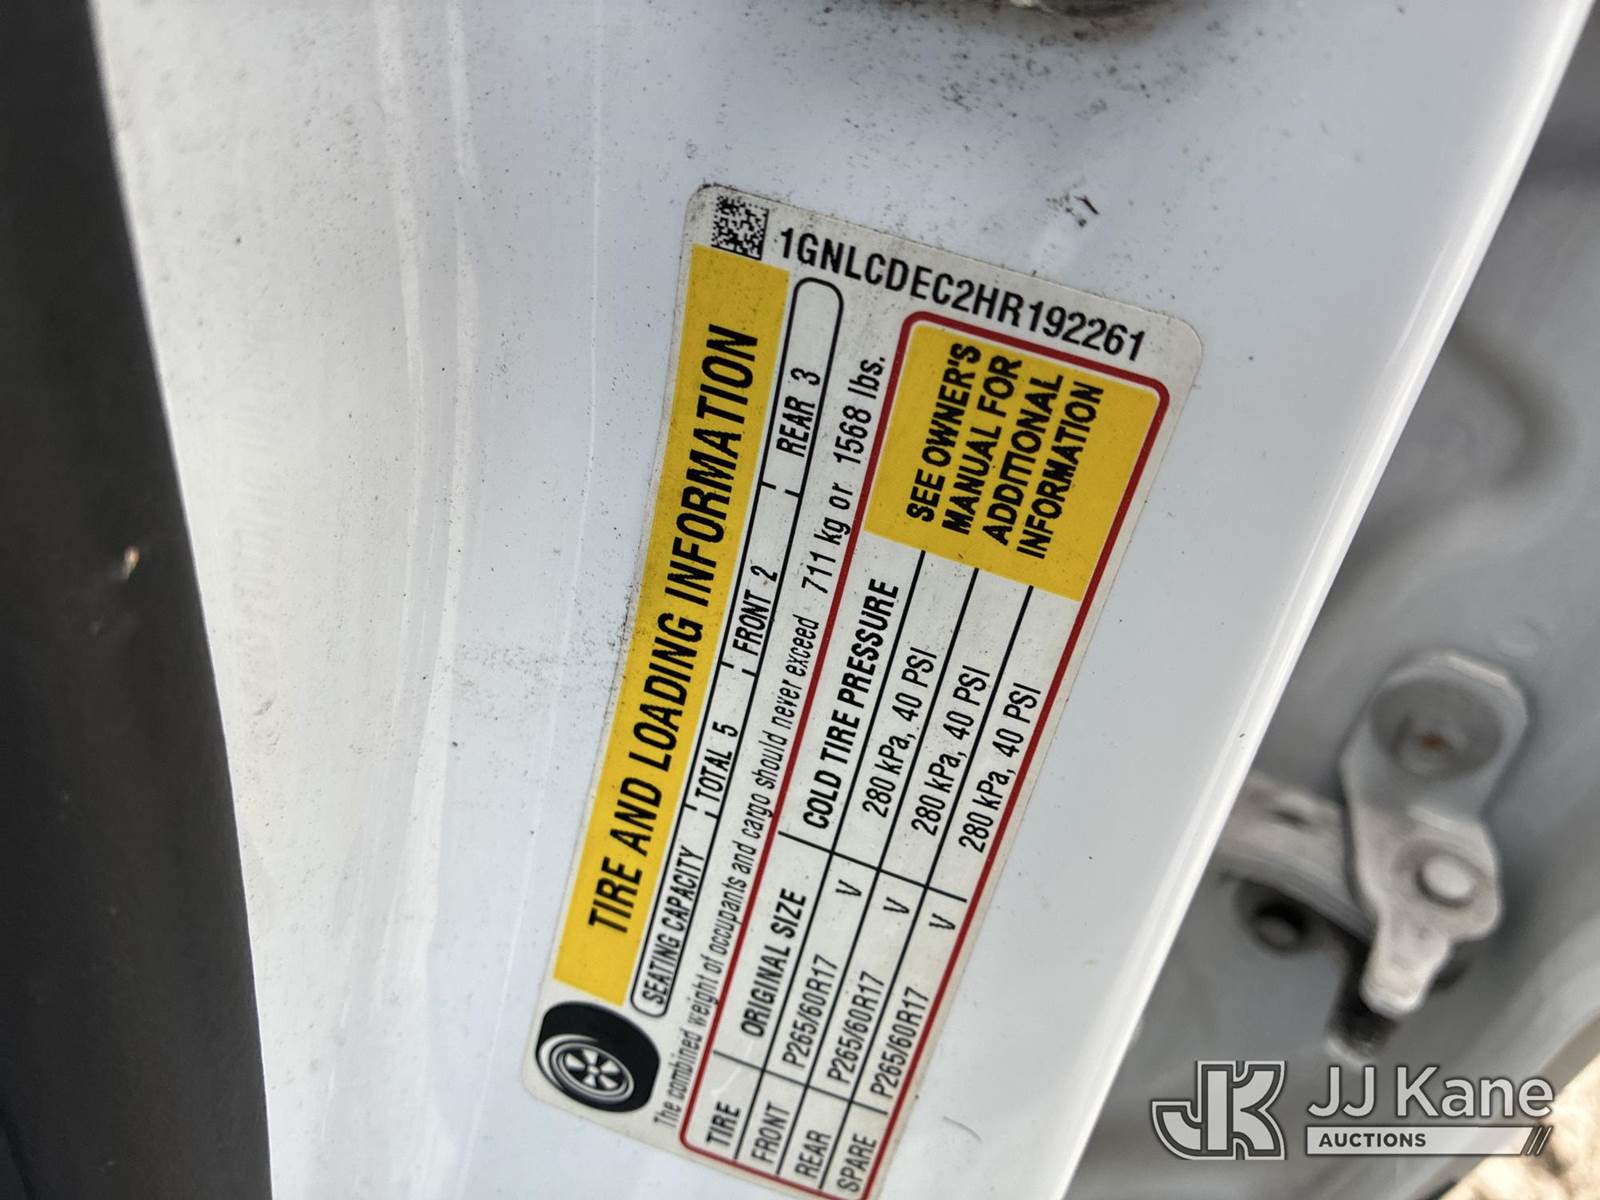 1GNLCDEC2HR192261
TIRE AND LOADING INFORMATION
SEATING CAPACITY TOTAL 5 FRONT 2 REAR 3
The combined weight of occupants and cargo should never exceed 711 kg or 1568 lbs.
TIRE ORIGINAL SIZE COLD TIRE PRESSURE
FRONT P265/60R17 V 280 kPa, 40 PSI
REAR P265/60R17 V 280 kPa, 40 PSI
SPARE P265/60R17 V 280 kPa, 40 PSI
SEE OWNER'S
MANUAL FOR
ADDITIONAL
INFORMATION
JK JJ Kane
AUCTIONS